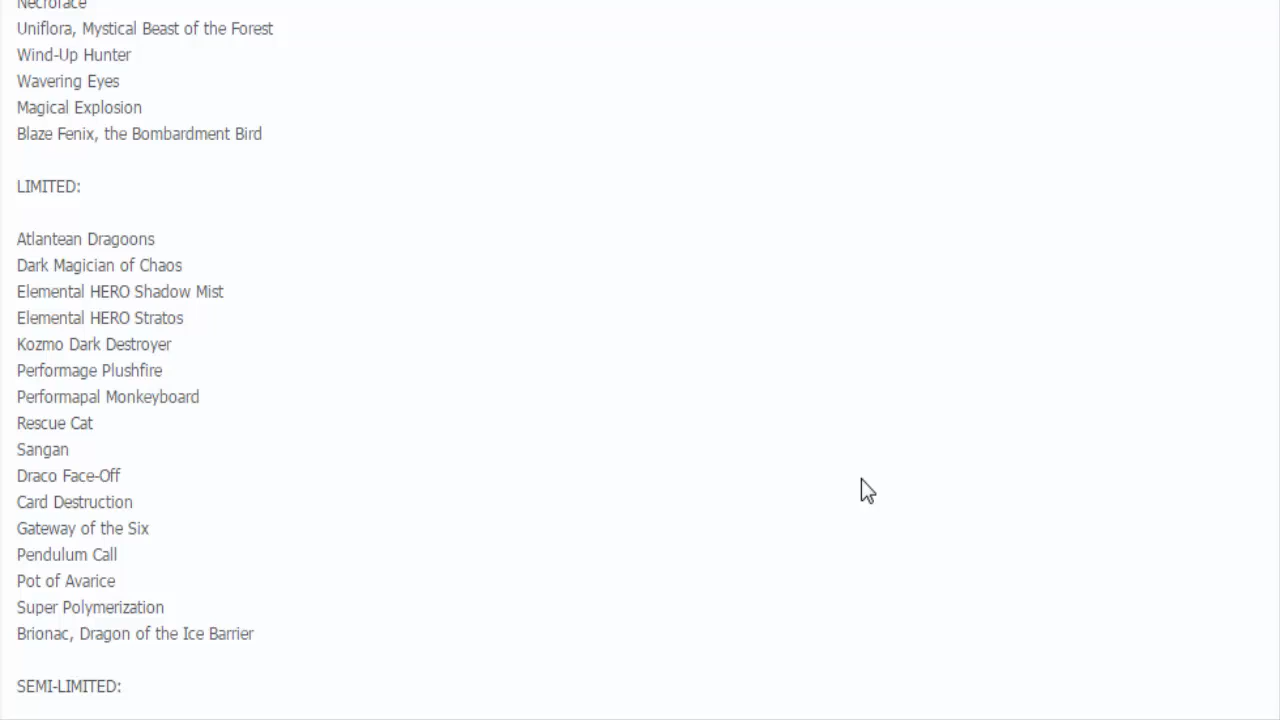 Necroface
Uniflora, Mystical Beast of the Forest
Wind-Up Hunter
Wavering Eyes
Magical Explosion
Blaze Fenix, the Bombardment Bird
LIMITED:
Atlantean Dragoons
Dark Magician of Chaos
Elemental HERO Shadow Mist
Elemental HERO Stratos
Kozmo Dark Destroyer
Performage Plushfire
Performapal Monkeyboard
Rescue Cat
Sangan
Draco Face-Off
Card Destruction
Gateway of the Six
Pendulum Call
Pot of Avarice
Super Polymerization
Brionac, Dragon of the Ice Barrier
SEMI-LIMITED: